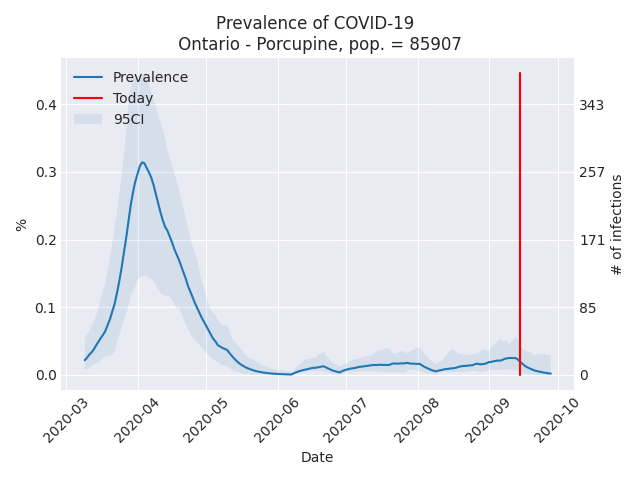 Prevalence of COVID-19
Ontario - Porcupine, pop. = 85907
Prevalence
Today
95CI
0.4
0.3
0.2
0.1
0.0
%
343
257
171
85
0
# of infections
2020-03
2020-04
2020-05
2020-06
2020-07
2020-08
2020-09
2020-10
Date